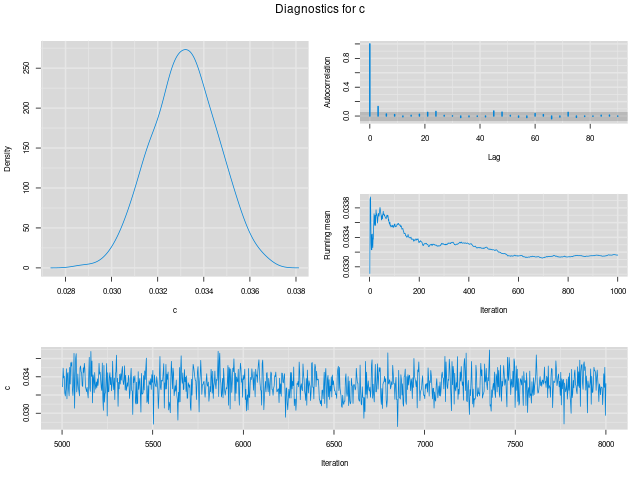 Diagnostics for c
Density
0 50 100 150 200 250
0.028 0.030 0.032 0.034 0.036 0.038
c
Autocorrelation
0.0 0.4 0.8
0 20 40 60 80
Lag
Running mean
0.0330 0.0334 0.0338
0 200 400 600 800 1000
Iteration
c
0.030 0.034
5000 5500 6000 6500 7000 7500 8000
Iteration